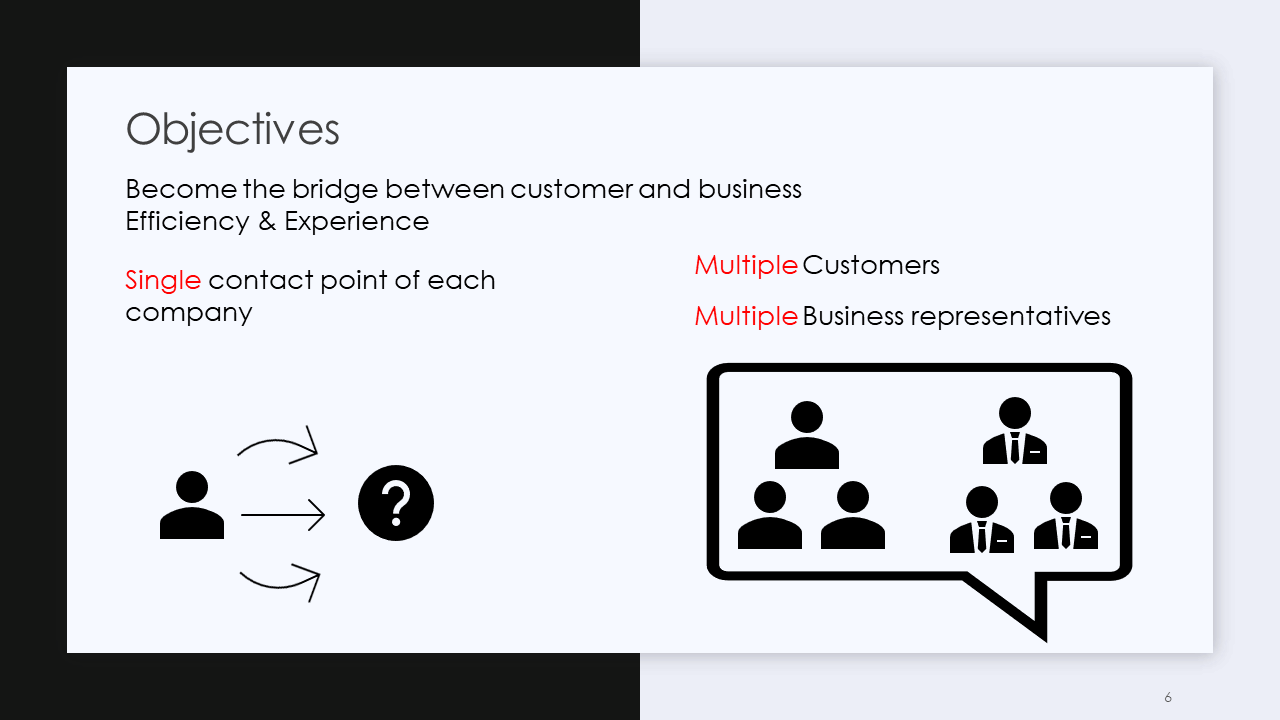 Objectives
Become the bridge between customer and business
Efficiency & Experience
Single contact point of each
company
Multiple Customers
Multiple Business representatives
?
6